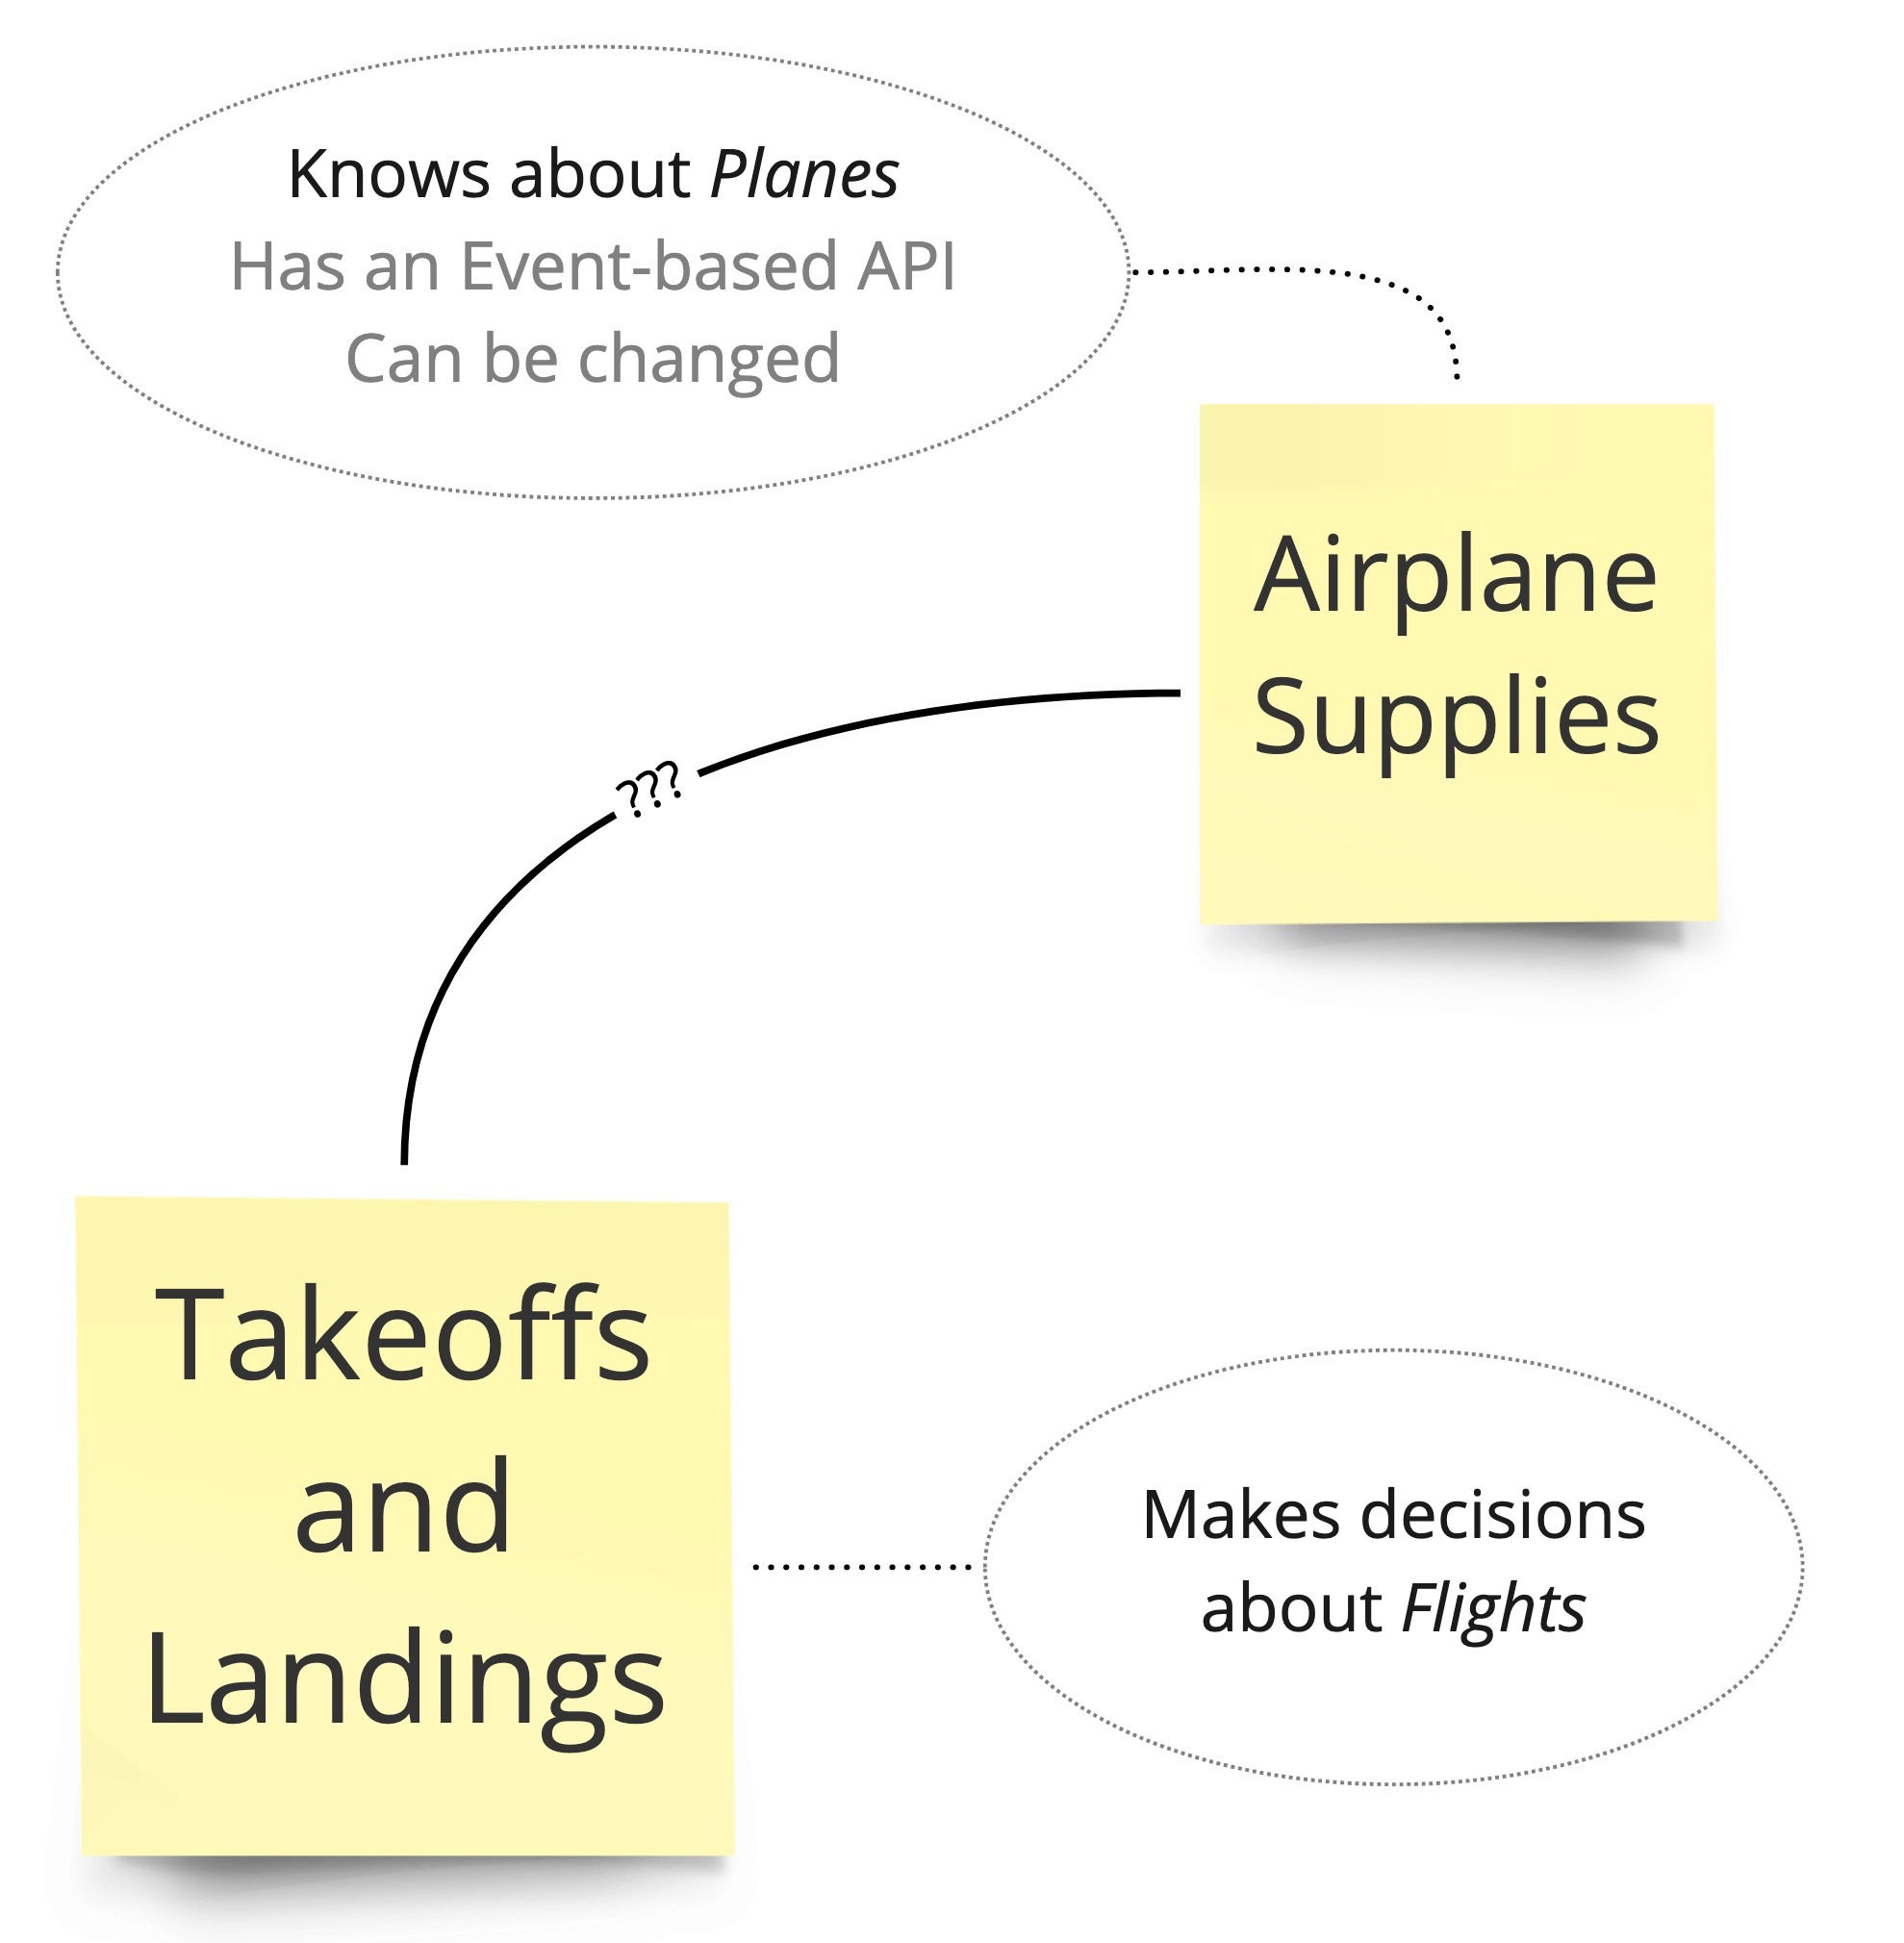 Knows about Planes
Has an Event-based API
Can be changed
Airplane
Supplies
???
Takeoffs
and
Landings
Makes decisions
about Flights